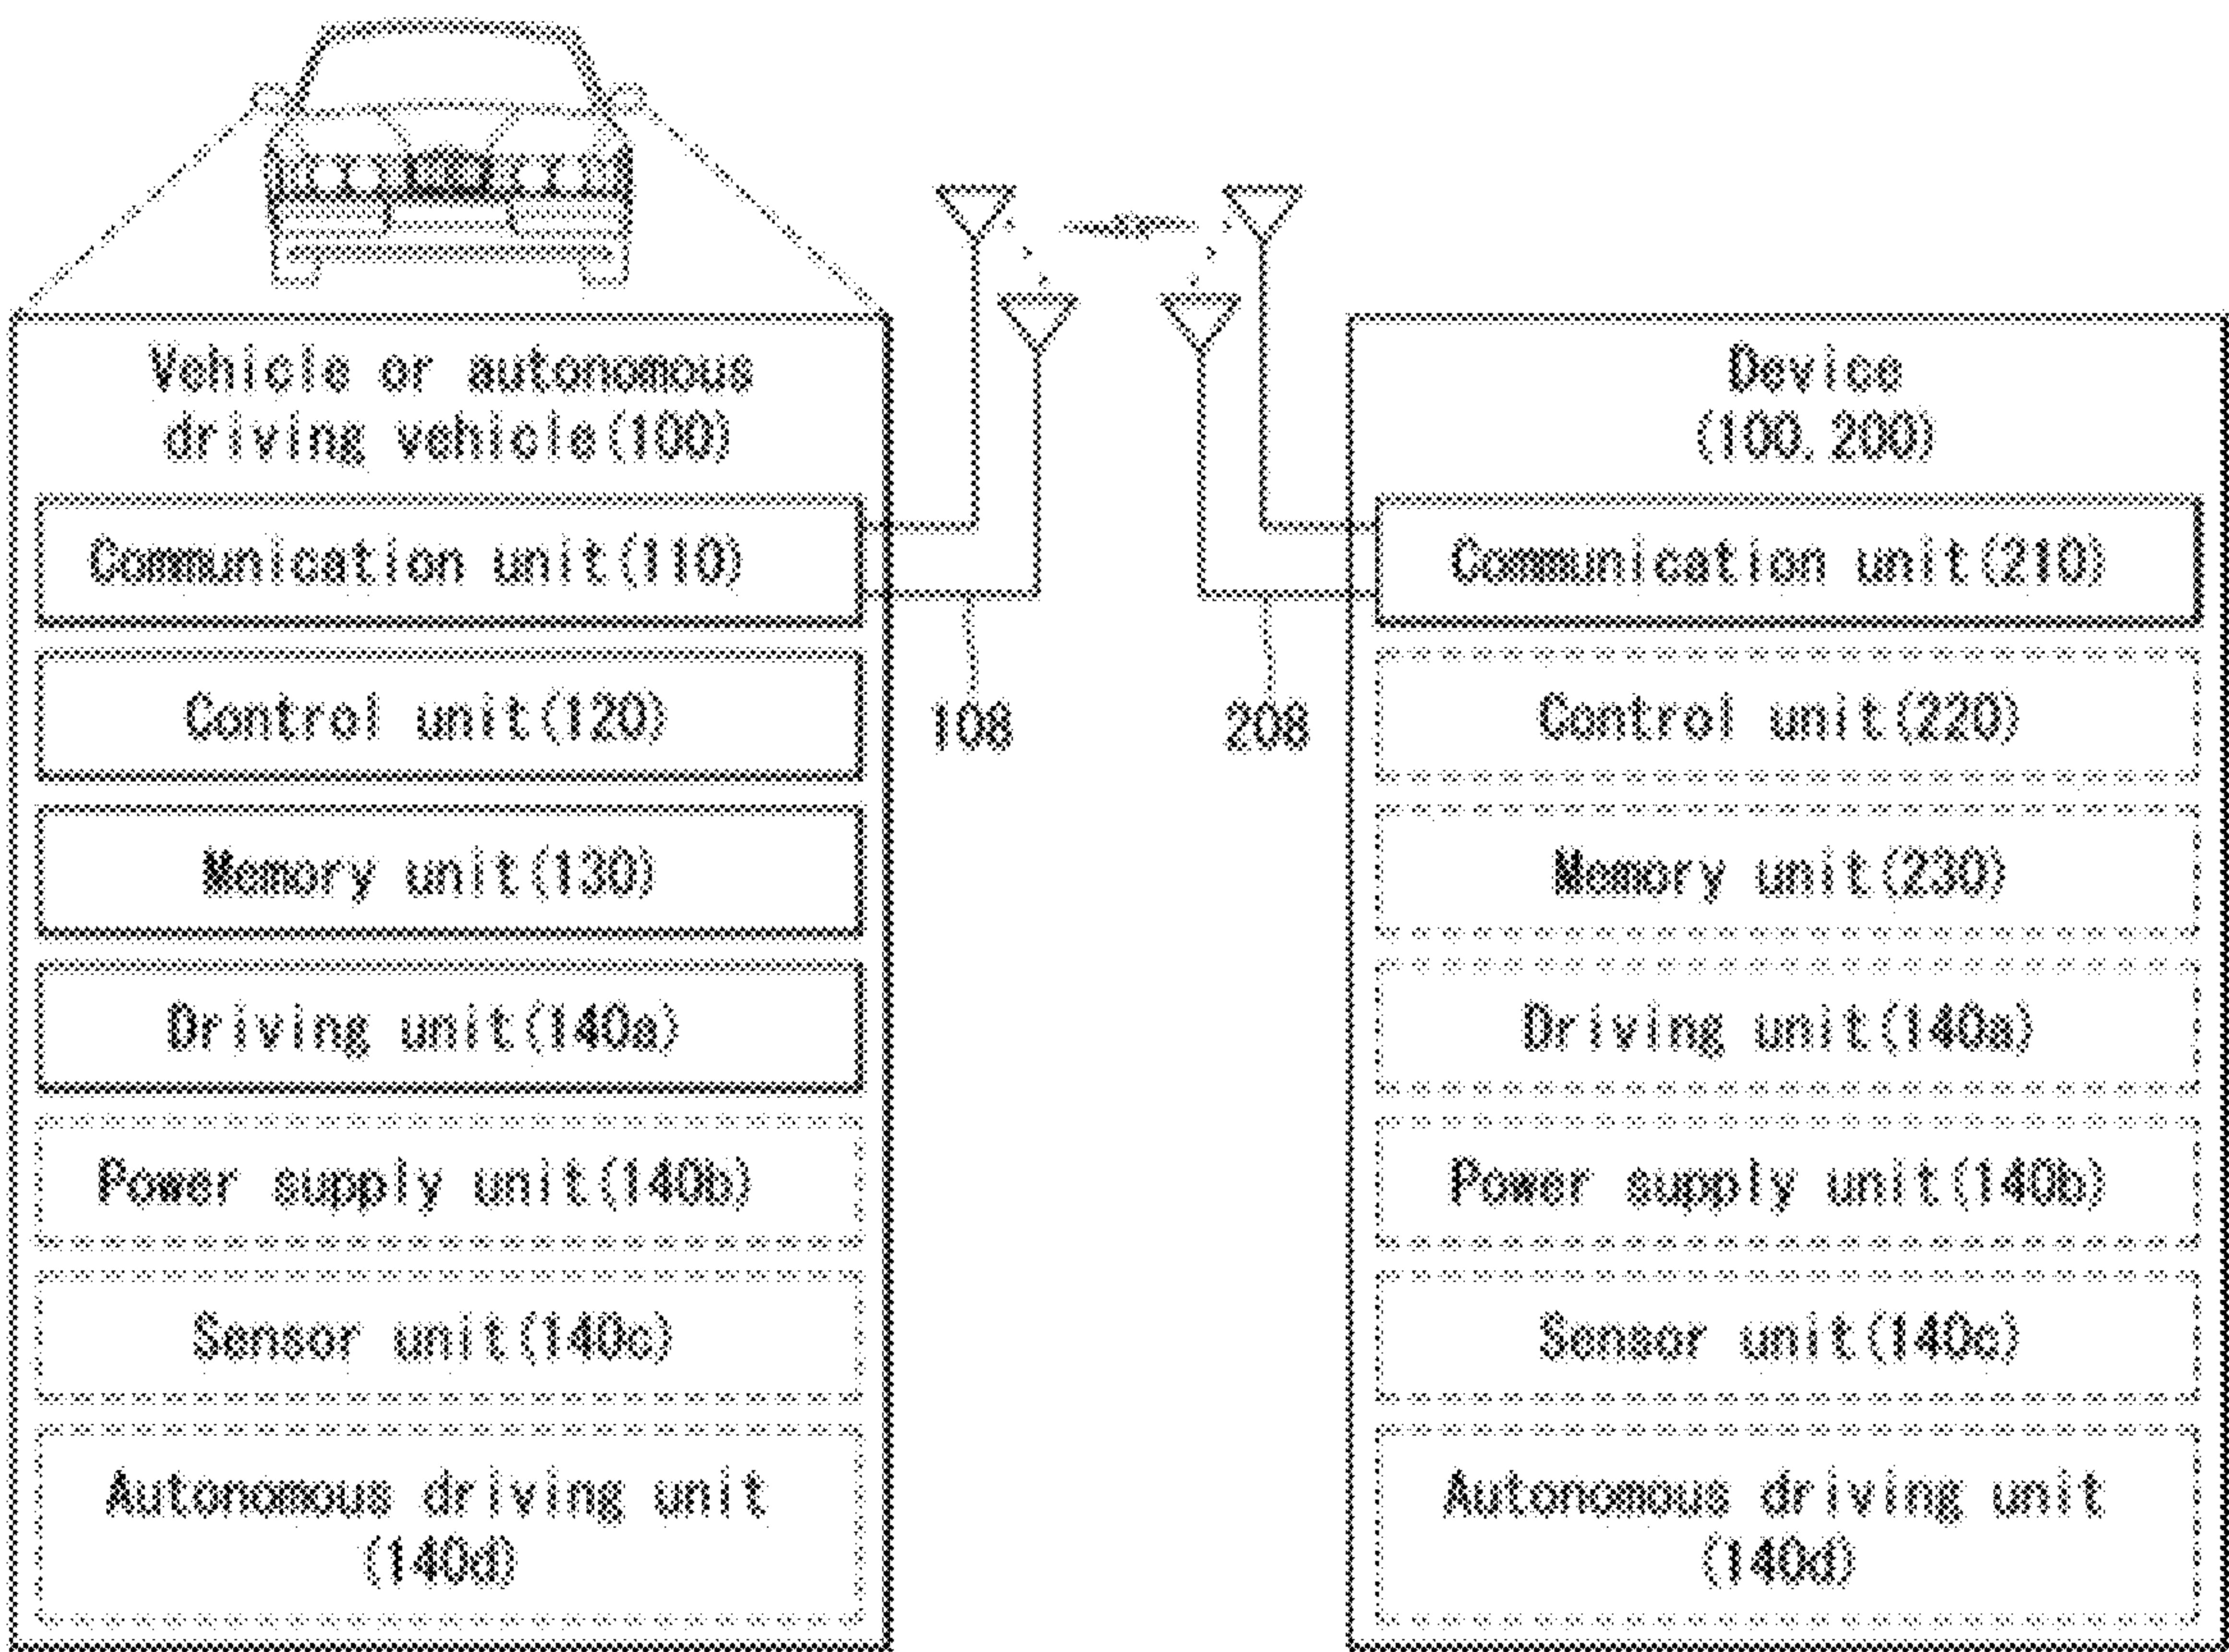 Vehicle or autonomous
driving vehicle(100)
Communication unit(110)
Control unit(120)
Memory unit(130)
Driving unit(140a)
Power supply unit(140b)
Sensor unit(140c)
Autonomous driving unit
(140d)
108
208
Device
(100, 200)
Communication unit(210)
Control unit(220)
Memory unit(230)
Driving unit(140a)
Power supply unit(140b)
Sensor unit(140c)
Autonomous driving unit
(140d)